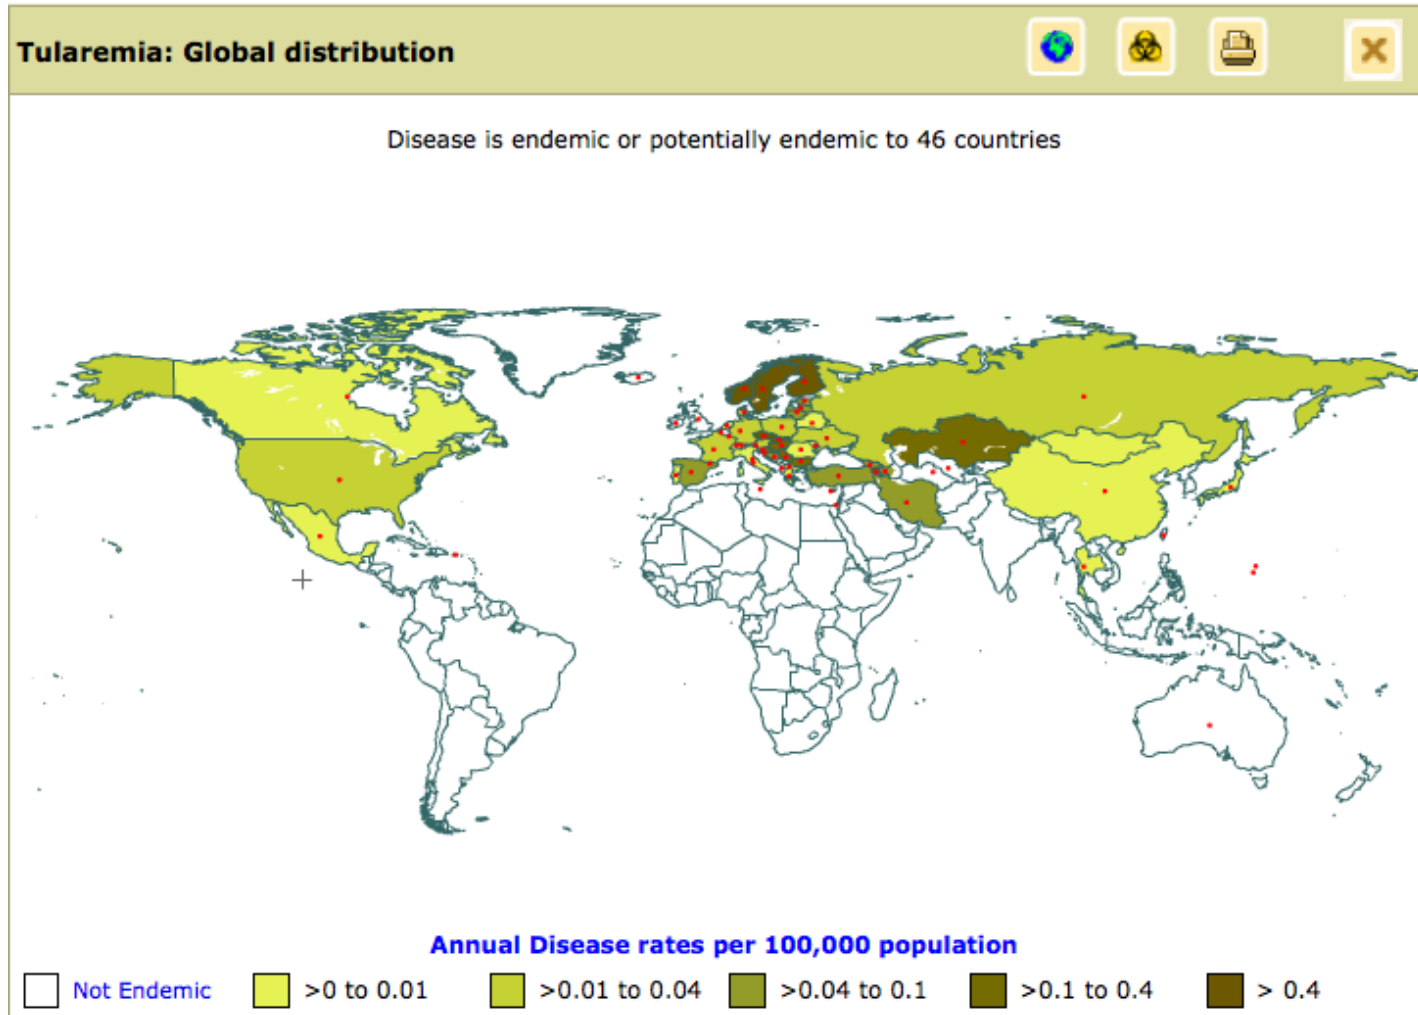 Tularemia: Global distribution
Disease is endemic or potentially endemic to 46 countries
Annual Disease rates per 100,000 population
Not Endemic >0 to 0.01 >0.01 to 0.04 >0.04 to 0.1 >0.1 to 0.4 > 0.4